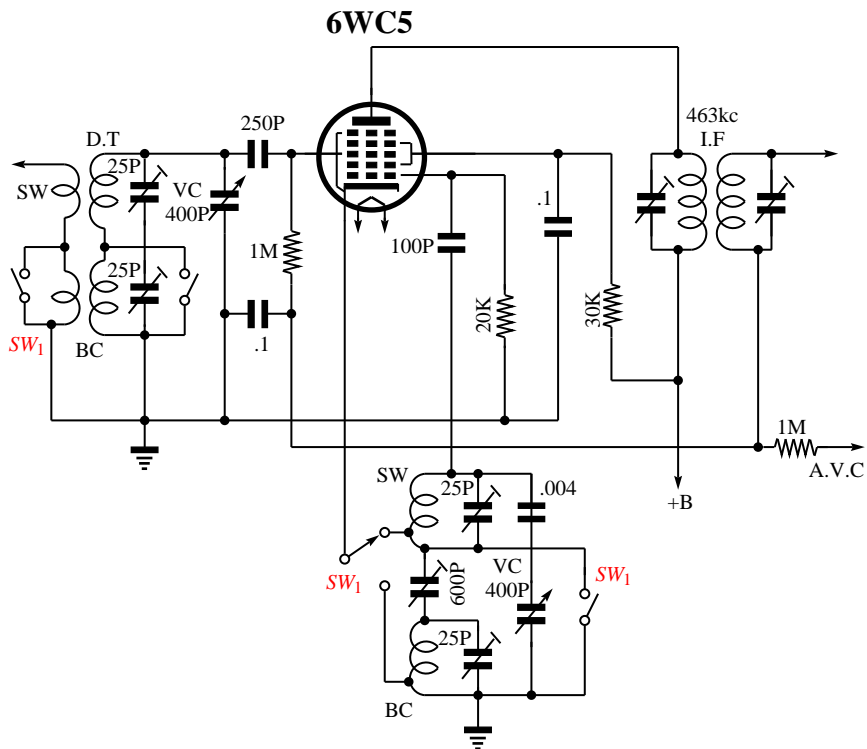 6WC5
463kc
I.F
250P
D.T
25P
SW
VC
400P
.1
100P
1M
25P
20K
30K
SW1
BC
.1
1M
A.V.C
SW
25P
.004
+B
SW1
600P
VC
400P
SW1
25P
BC